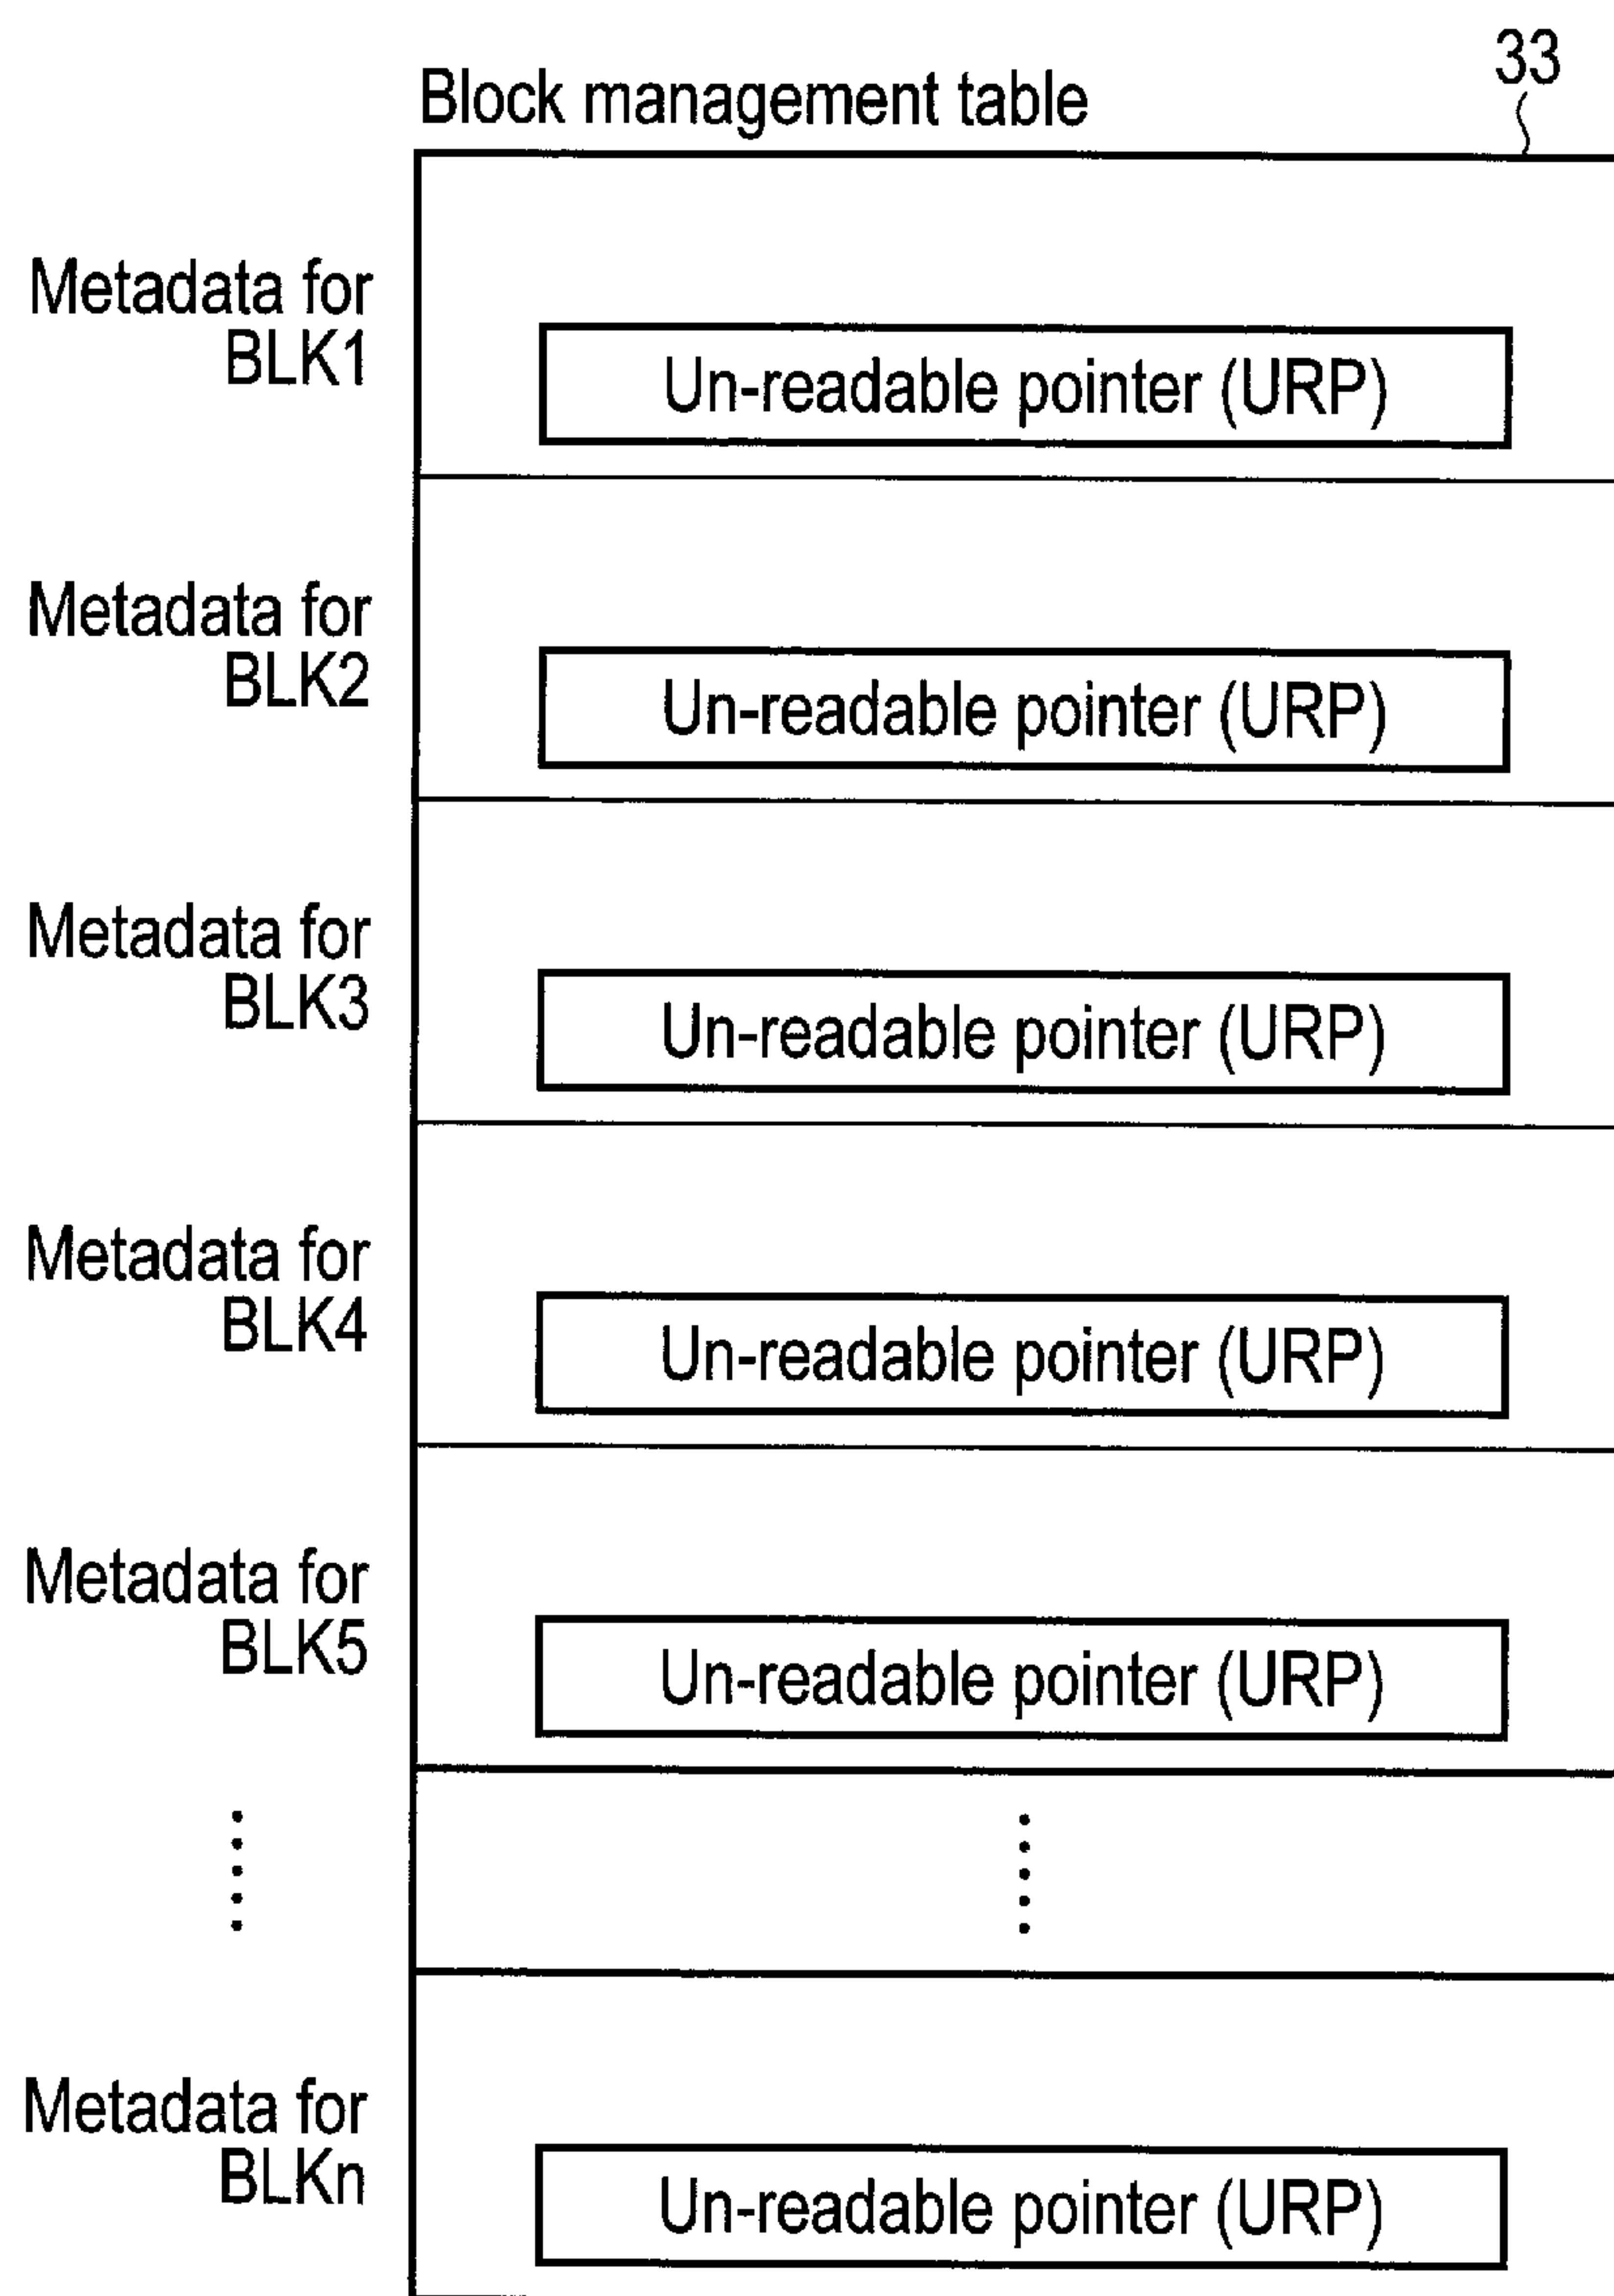 33
Block management table
Metadata for
BLK1
Un-readable pointer (URP)
Metadata for
BLK2
Un-readable pointer (URP)
Metadata for
BLK3
Un-readable pointer (URP)
Metadata for
BLK4
Un-readable pointer (URP)
Metadata for
BLK5
Un-readable pointer (URP)
Metadata for
BLKn
Un-readable pointer (URP)